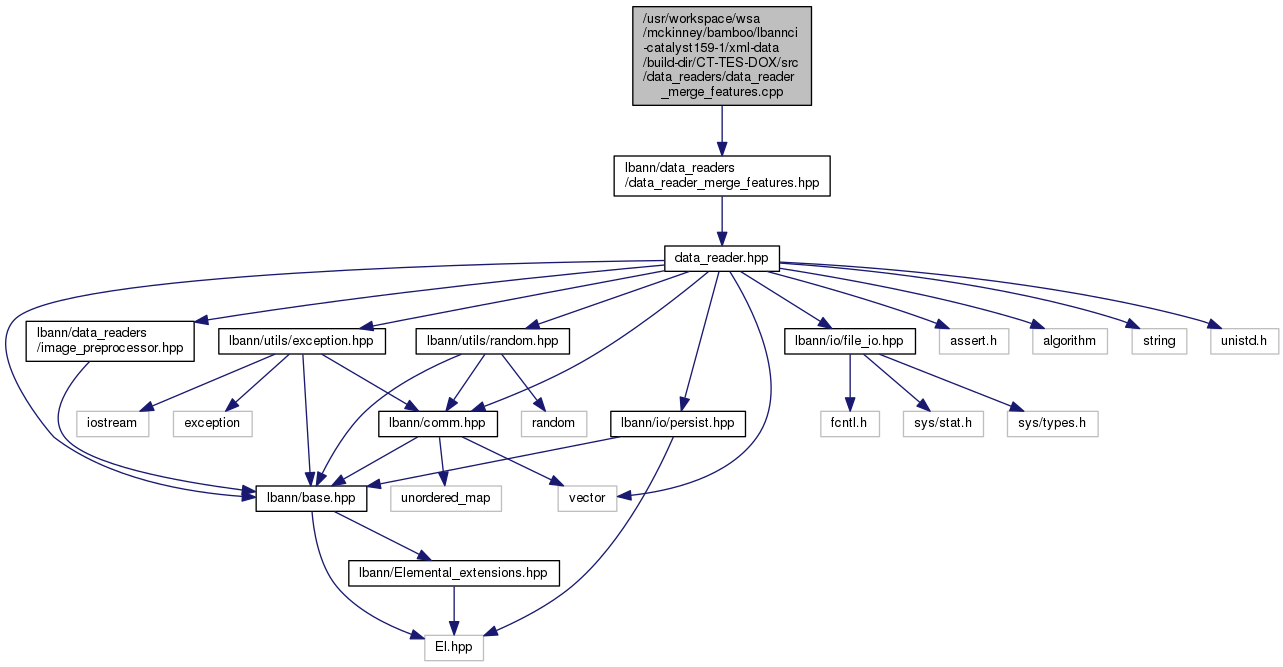 /usr/workspace/wsa
/mckinney/bamboo/lbannci
-catalyst159-1/xml-data
/build-dir/CT-TES-DOX/src
/data_readers/data_reader
_merge_features.cpp
lbann/data_readers
/data_reader_merge_features.hpp
data_reader.hpp
lbann/data_readers
/image_preprocessor.hpp
lbann/utils/exception.hpp
lbann/utils/random.hpp
lbann/io/file_io.hpp
assert.h
algorithm
string
unistd.h
iostream
exception
lbann/comm.hpp
random
lbann/io/persist.hpp
fcntl.h
sys/stat.h
sys/types.h
lbann/base.hpp
unordered_map
vector
lbann/Elemental_extensions.hpp
El.hpp